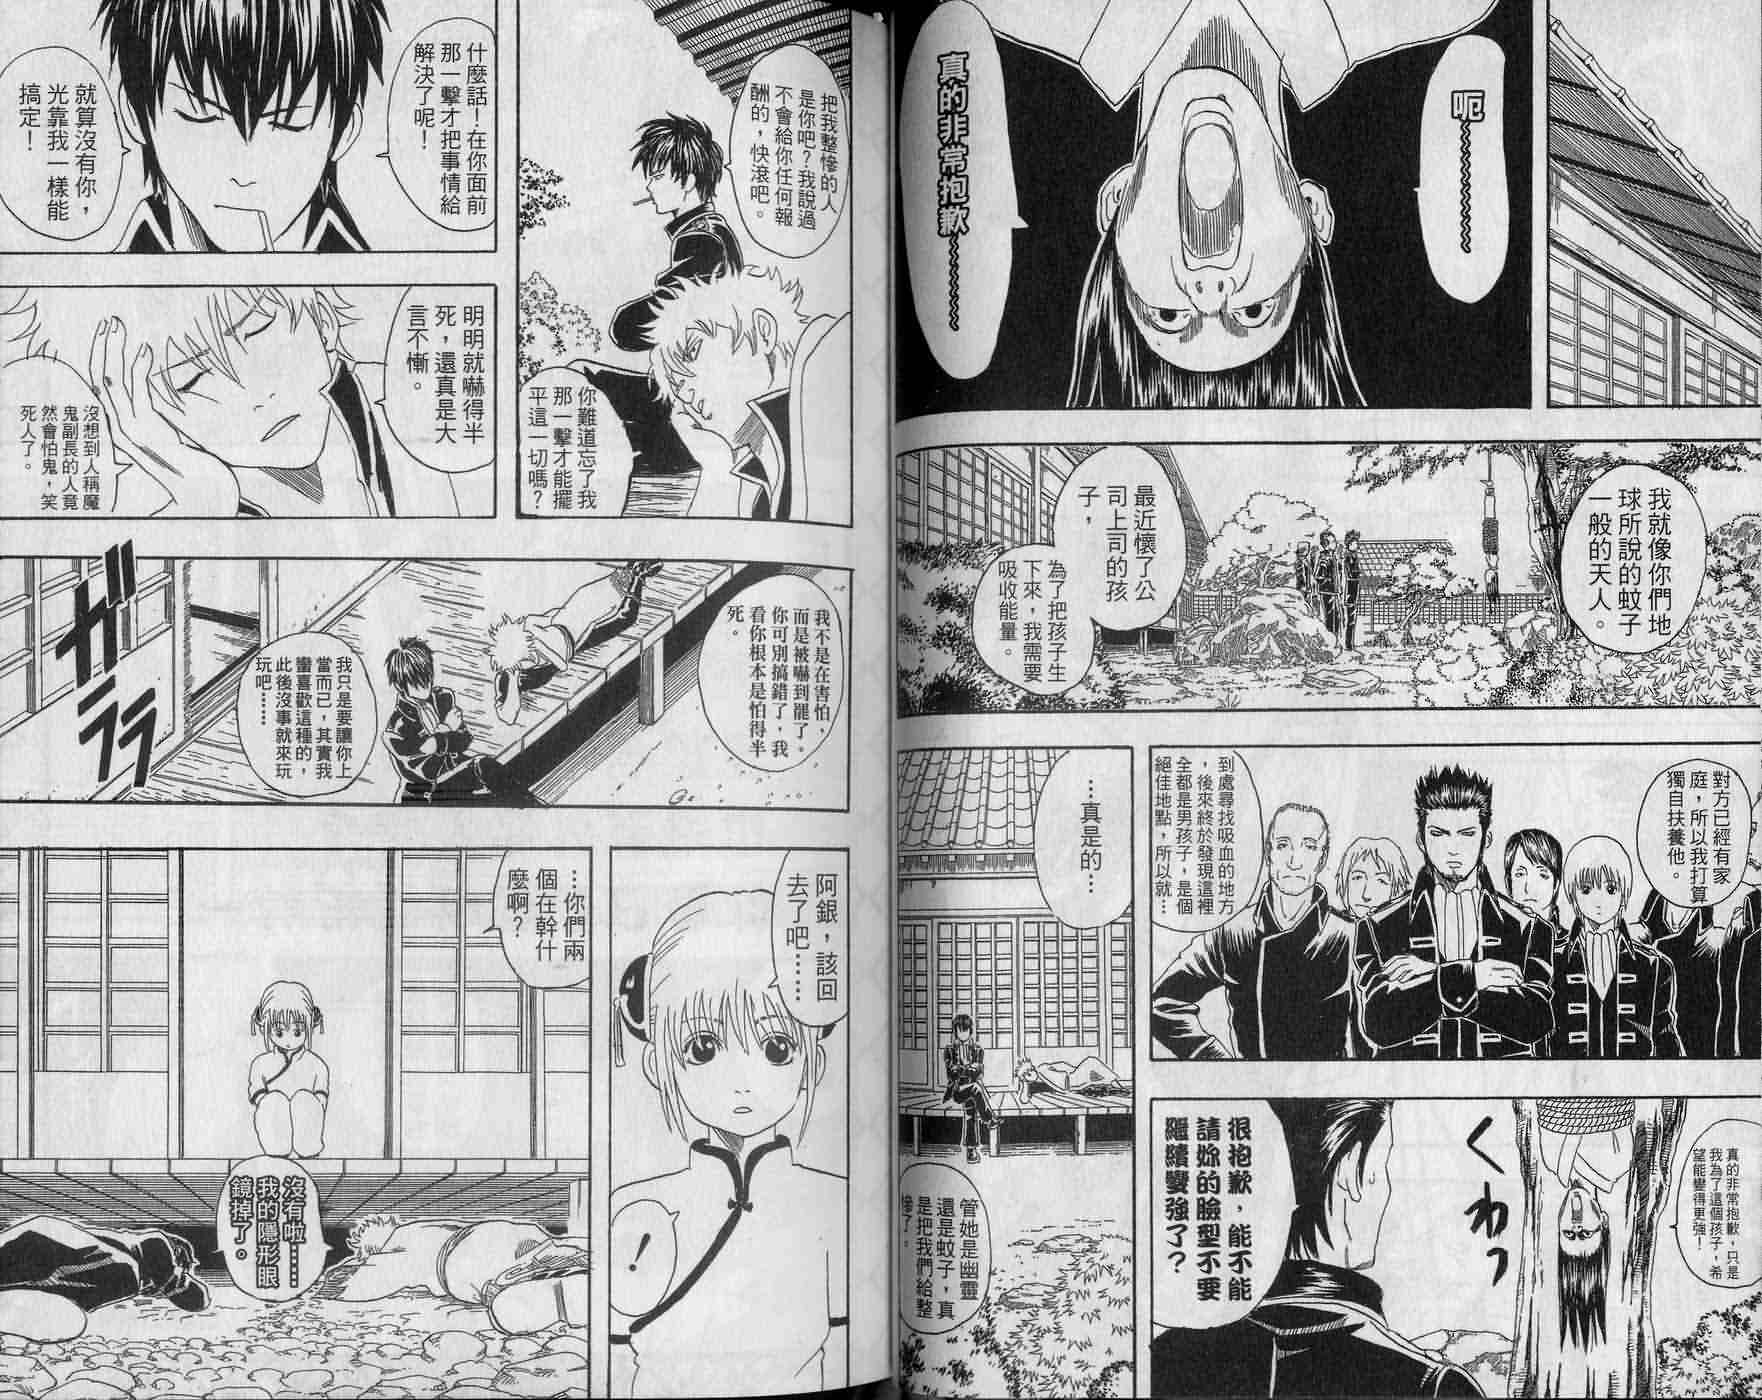 呃～～～～～
真的非常抱歉～～～～～
我就像你們地
球所說的蚊子
一般的天人。
最近懷了公
司上司的孩
子，
為了把孩子生
下來，我需要
吸收能量。
對方已經有家
庭，所以我打算
獨自扶養他。
到處尋找吸血的地方
，後來終於發現這裡
全都是男孩子，是個
絕佳地點，所以就…
…真是的…
真的非常抱歉，只是
我為了這個孩子，希
望能變得更強！
くわっ
很抱歉，能不能
請妳的臉型不要
繼續變強了？
管她是幽靈
還是蚊子，真
是把我們給整
慘了。
把我整慘的人
是你吧？我說過
不會給你任何報
酬的，快滾吧。
你難道忘了我
那一擊才能擺
平這一切嗎？
什麼話！在你面前
那一擊才把事情給
解決了呢！
就算沒有你，
光靠我一樣能
搞定！
明明就嚇得半
死，還真是大
言不慚。
沒想到人稱魔
鬼副長的人竟
然會怕鬼，笑
死人了。
我不是在害怕，
而是被嚇到罷了。
你可別搞錯了，我
看你根本是怕得半
死。
我只是要讓你上
當而已，其實我
蠻喜歡這種的，
此後沒事就來玩
玩吧……
ガララ
阿銀，該回
去了吧……
！
…你們兩
個在幹什
麼啊？
沒有啦……
我的隱形眼
鏡掉了。